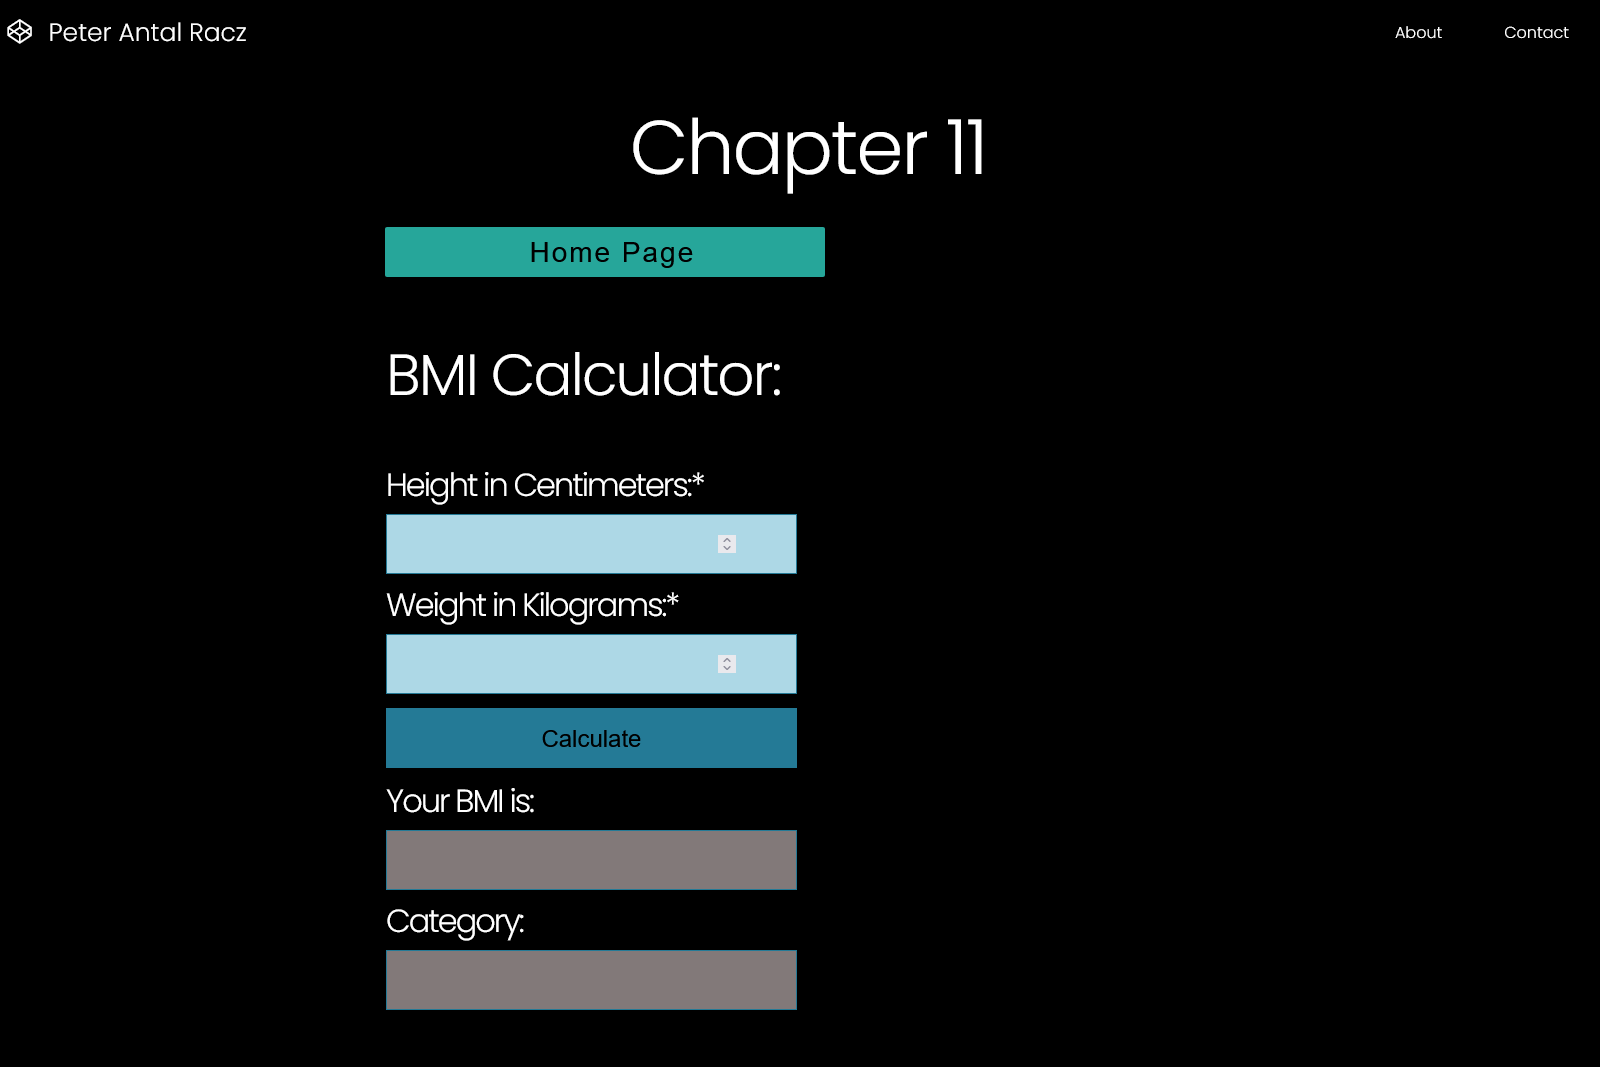 Peter Antal Racz
About
Contact
Chapter 11
Home Page
BMI Calculator:
Height in Centimeters:*
Weight in Kilograms:*
Calculate
Your BMI is:
Category: